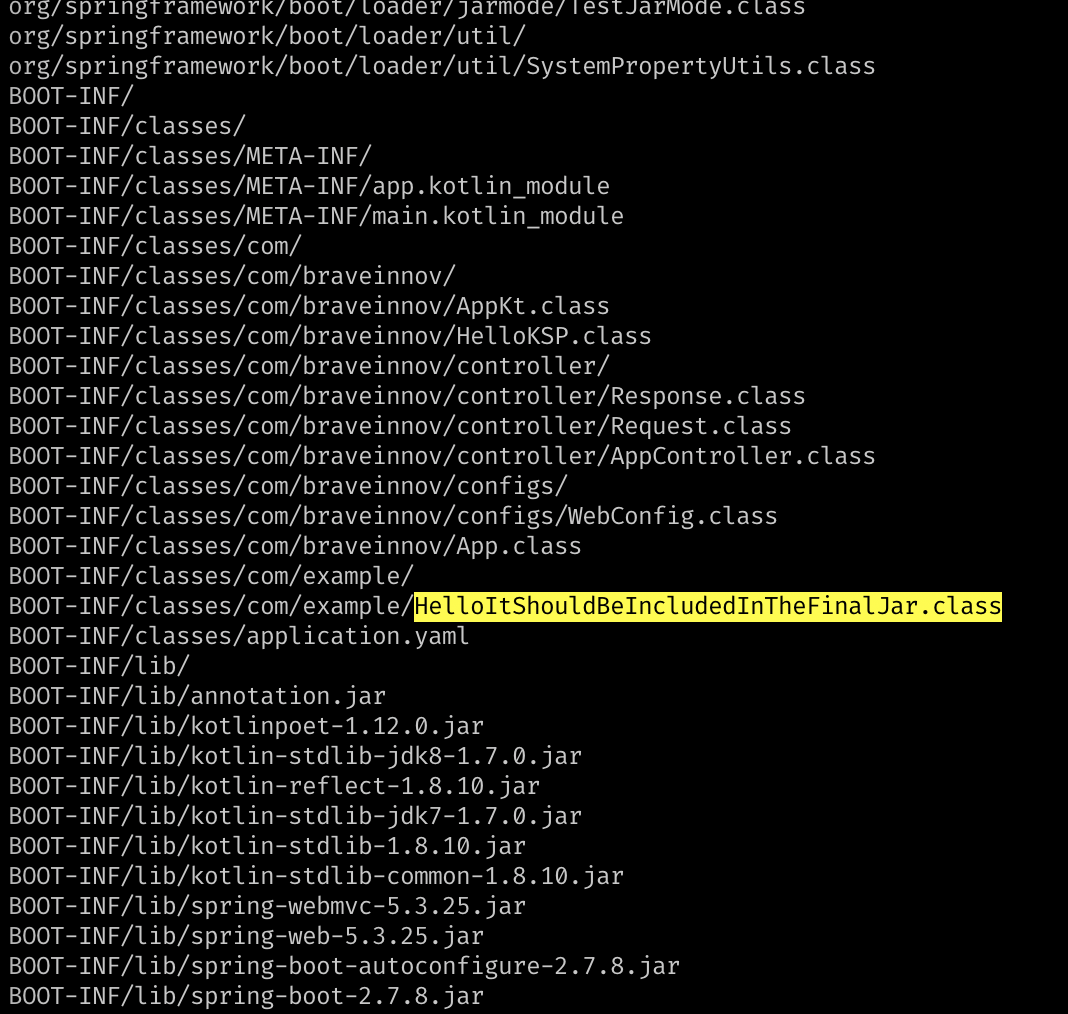 org/springframework/boot/loader/jarmode/TestJarMode.class
org/springframework/boot/loader/util/
org/springframework/boot/loader/util/SystemPropertyUtils.class
BOOT-INF/
BOOT-INF/classes/
BOOT-INF/classes/META-INF/
BOOT-INF/classes/META-INF/app.kotlin_module
BOOT-INF/classes/META-INF/main.kotlin_module
BOOT-INF/classes/com/
BOOT-INF/classes/com/braveinnov/
BOOT-INF/classes/com/braveinnov/AppKt.class
BOOT-INF/classes/com/braveinnov/HelloKSP.class
BOOT-INF/classes/com/braveinnov/controller/
BOOT-INF/classes/com/braveinnov/controller/Response.class
BOOT-INF/classes/com/braveinnov/controller/Request.class
BOOT-INF/classes/com/braveinnov/controller/AppController.class
BOOT-INF/classes/com/braveinnov/configs/
BOOT-INF/classes/com/braveinnov/configs/WebConfig.class
BOOT-INF/classes/com/braveinnov/App.class
BOOT-INF/classes/com/example/
BOOT-INF/classes/com/example/HelloItShouldBeIncludedInTheFinalJar.class
BOOT-INF/classes/application.yaml
BOOT-INF/lib/
BOOT-INF/lib/annotation.jar
BOOT-INF/lib/kotlinpoet-1.12.0.jar
BOOT-INF/lib/kotlin-stdlib-jdk8-1.7.0.jar
BOOT-INF/lib/kotlin-reflect-1.8.10.jar
BOOT-INF/lib/kotlin-stdlib-jdk7-1.7.0.jar
BOOT-INF/lib/kotlin-stdlib-1.8.10.jar
BOOT-INF/lib/kotlin-stdlib-common-1.8.10.jar
BOOT-INF/lib/spring-webmvc-5.3.25.jar
BOOT-INF/lib/spring-web-5.3.25.jar
BOOT-INF/lib/spring-boot-autoconfigure-2.7.8.jar
BOOT-INF/lib/spring-boot-2.7.8.jar